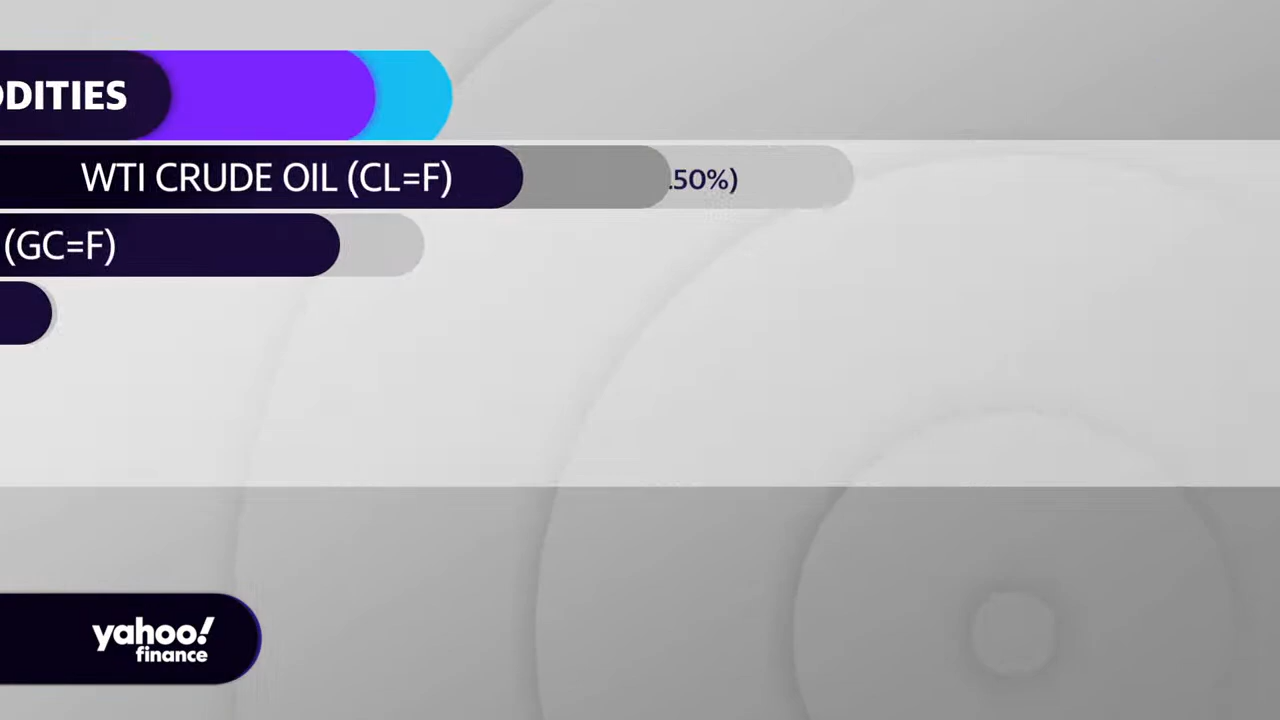 ODITIES
WTI CRUDE OIL (CL=F) .50%)
(GC=F)
yahoo!
finance